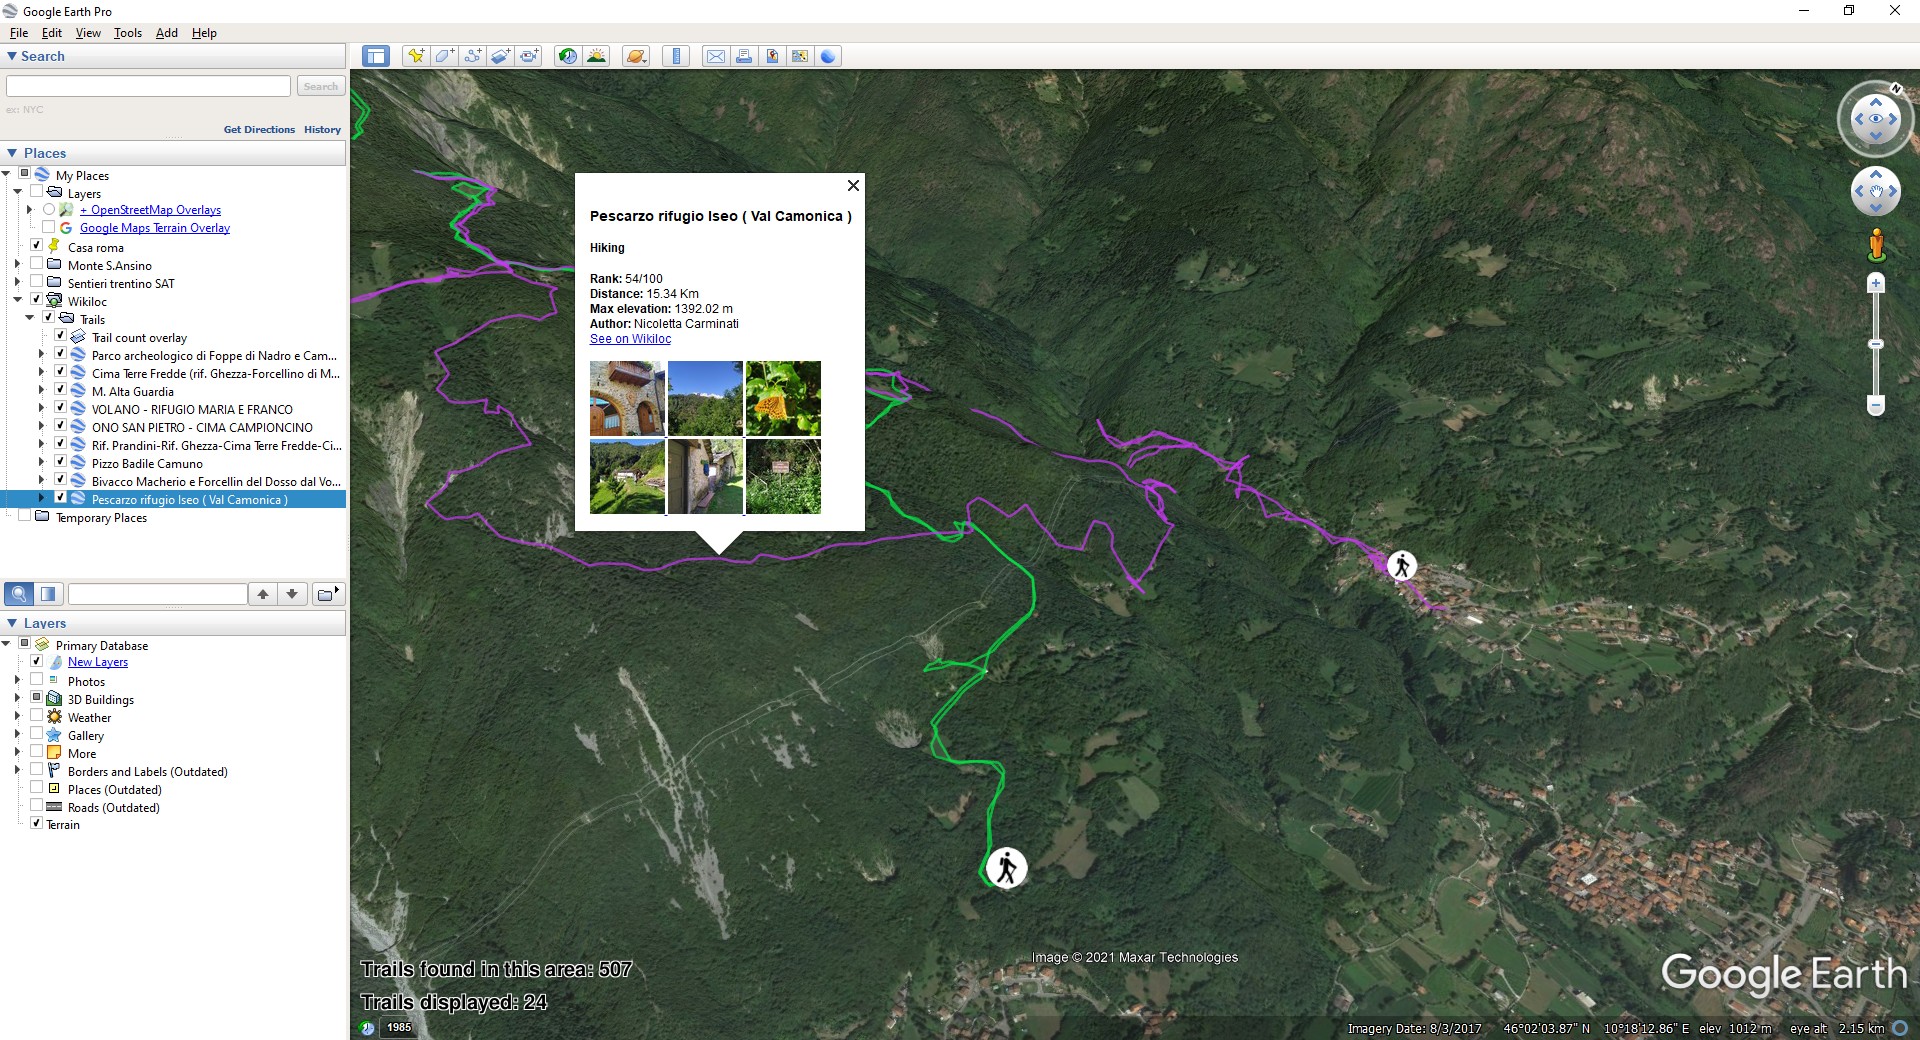 Google Earth Pro
File Edit View Tools Add Help
Search
Search
ex: NYC
Get Directions History
Places
My Places
Layers
+ OpenStreetMap Overlays
Google Maps Terrain Overlay
Casa roma
Monte S.Ansino
Sentieri trentino SAT
Wikiloc
Trails
Trail count overlay
Parco archeologico di Foppe di Nadro e Cam...
Cima Terre Fredde (rif. Ghezza-Forcellino di M...
M. Alta Guardia
VOLANO - RIFUGIO MARIA E FRANCO
ONO SAN PIETRO - CIMA CAMPIONCINO
Rif. Prandini-Rif. Ghezza-Cima Terre Fredde-Ci...
Pizzo Badile Camuno
Bivacco Macherio e Forcellin del Dosso dal Vo...
Pescarzo rifugio Iseo ( Val Camonica )
Temporary Places
Layers
Primary Database
New Layers
Photos
3D Buildings
Weather
Gallery
More
Borders and Labels (Outdated)
Places (Outdated)
Roads (Outdated)
Terrain
Pescarzo rifugio Iseo ( Val Camonica )
Hiking
Rank: 54/100
Distance: 15.34 Km
Max elevation: 1392.02 m
Author: Nicoletta Carminati
See on Wikiloc
N
Trails found in this area: 507
Trails displayed: 24
1985
Image © 2021 Maxar Technologies
Google Earth
Imagery Date: 8/3/2017 46°02'03.87" N 10°18'12.86" E elev 1012 m eye alt 2.15 km